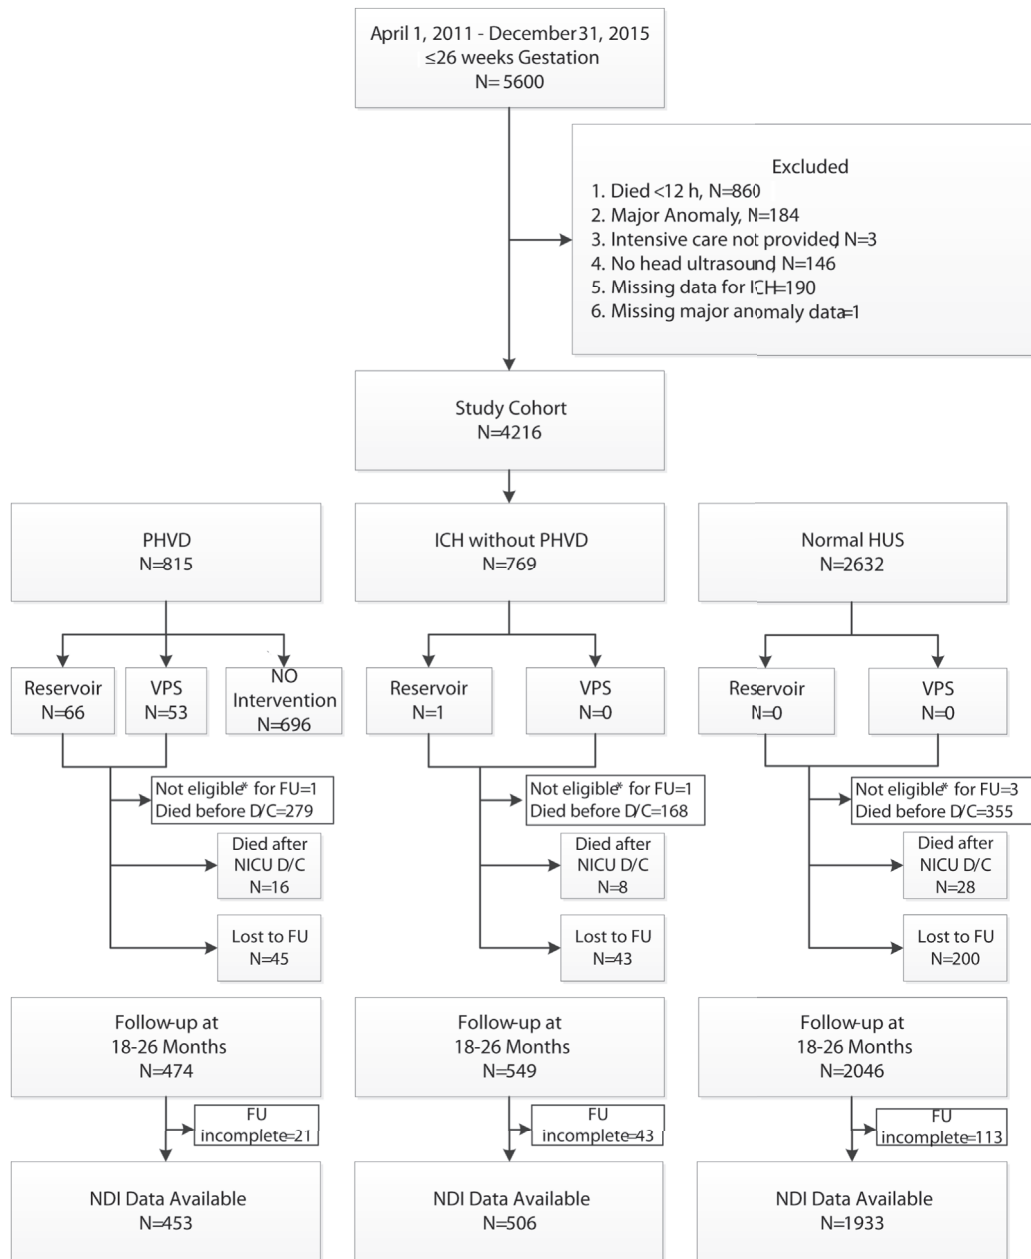 April 1, 2011 - December 31, 2015
≤26 weeks Gestation
N= 5600
Excluded
1. Died <12 h, N=860
2. Major Anomaly, N=184
3. Intensive care not provided, N=3
4. No head ultrasound, N=146
5. Missing data for ICH=190
6. Missing major anomaly data=1
Study Cohort
N=4216
PHVD
N=815
ICH without PHVD
N=769
Normal HUS
N=2632
Reservoir
N=66
VPS
N=53
NO
Intervention
N=696
Reservoir
N=1
VPS
N=0
Reservoir
N=0
VPS
N=0
Not eligible* for FU=1
Died before D/C=279
Not eligible* for FU=1
Died before D/C=168
Not eligible* for FU=3
Died before D/C=355
Died after
NICU D/C
N=16
Died after
NICU D/C
N=8
Died after
NICU D/C
N=28
Lost to FU
N=45
Lost to FU
N=43
Lost to FU
N=200
Follow-up at
18-26 Months
N=474
Follow-up at
18-26 Months
N=549
Follow-up at
18-26 Months
N=2046
FU
incomplete=21
FU
incomplete=43
FU
incomplete=113
NDI Data Available
N=453
NDI Data Available
N=506
NDI Data Available
N=1933